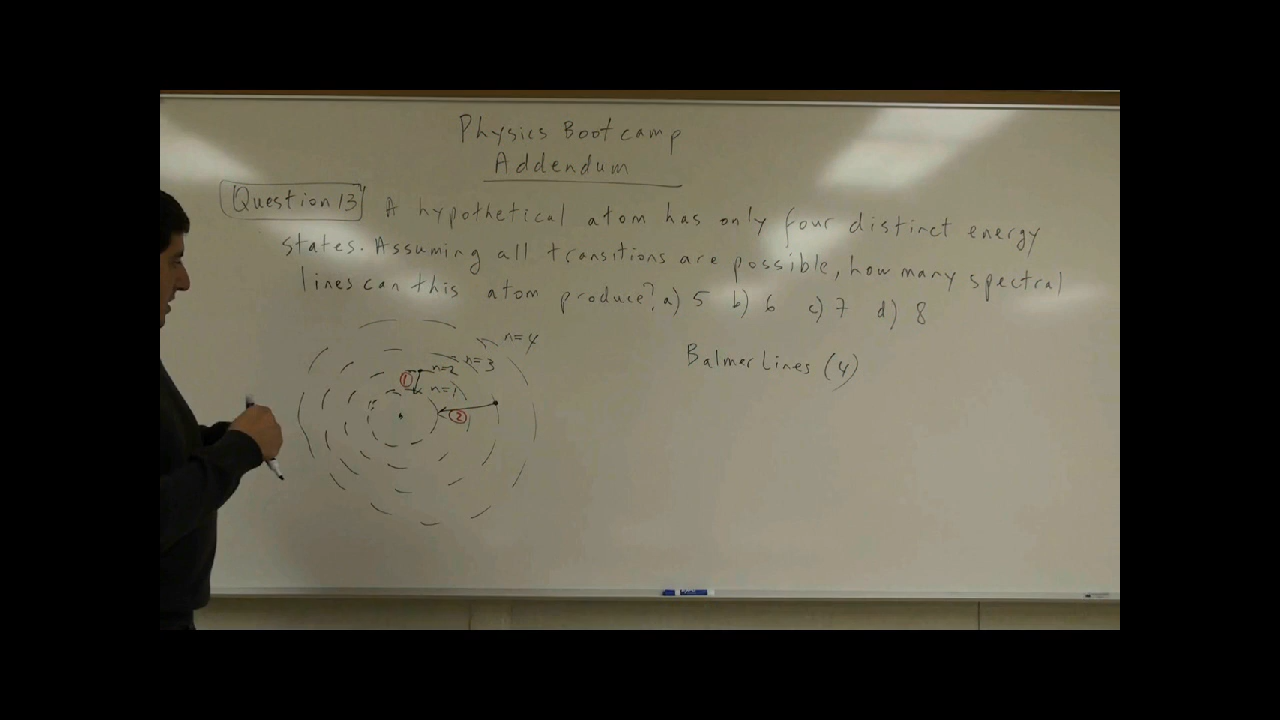 Physics Bootcamp
Addendum
Question 13 A hypothetical atom has only four distinct energy
states. Assuming all transitions are possible, how many spectral
lines can this atom produce? a) 5 b) 6 c) 7 d) 8
n=4
n=3
n=2
1
n=1
2
Balmer Lines (4)